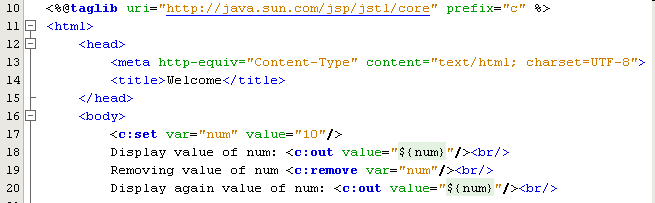 10 <%@taglib uri="http://java.sun.com/jsp/jstl/core" prefix="c" %>
11 <html>
12 <head>
13 <meta http-equiv="Content-Type" content="text/html; charset=UTF-8">
14 <title>Welcome</title>
15 </head>
16 <body>
17 <c:set var="num" value="10"/>
18 Display value of num: <c:out value="${num}"/><br/>
19 Removing value of num <c:remove var="num"/><br/>
20 Display again value of num: <c:out value="${num}"/><br/>